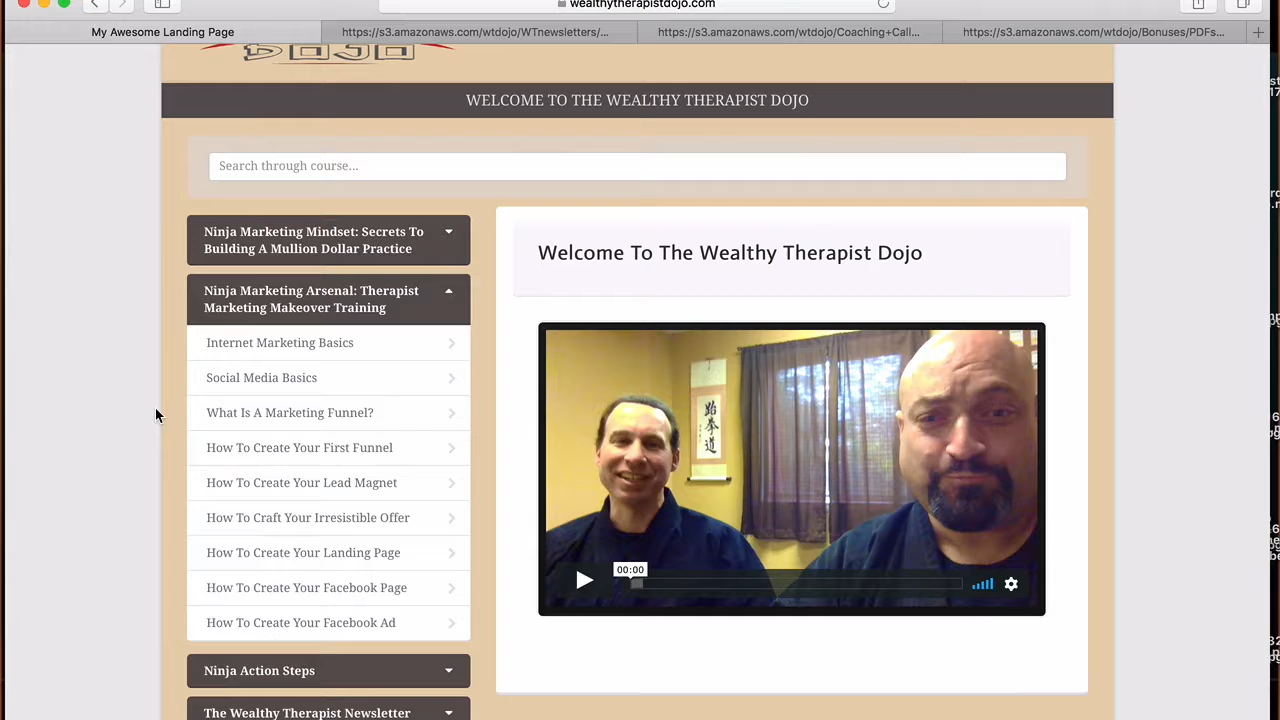 wealthytherapistdojo.com
My Awesome Landing Page
https://s3.amazonaws.com/wtdojo/WTnewsletters/...
https://s3.amazonaws.com/wtdojo/Coaching+Call...
https://s3.amazonaws.com/wtdojo/Bonuses/PDFs...
DOJO
WELCOME TO THE WEALTHY THERAPIST DOJO
Search through course...
Ninja Marketing Mindset: Secrets To
Building A Mullion Dollar Practice
Ninja Marketing Arsenal: Therapist
Marketing Makeover Training
Internet Marketing Basics
Social Media Basics
What Is A Marketing Funnel?
How To Create Your First Funnel
How To Create Your Lead Magnet
How To Craft Your Irresistible Offer
How To Create Your Landing Page
How To Create Your Facebook Page
How To Create Your Facebook Ad
Ninja Action Steps
The Wealthy Therapist Newsletter
Welcome To The Wealthy Therapist Dojo
跆拳道
00:00